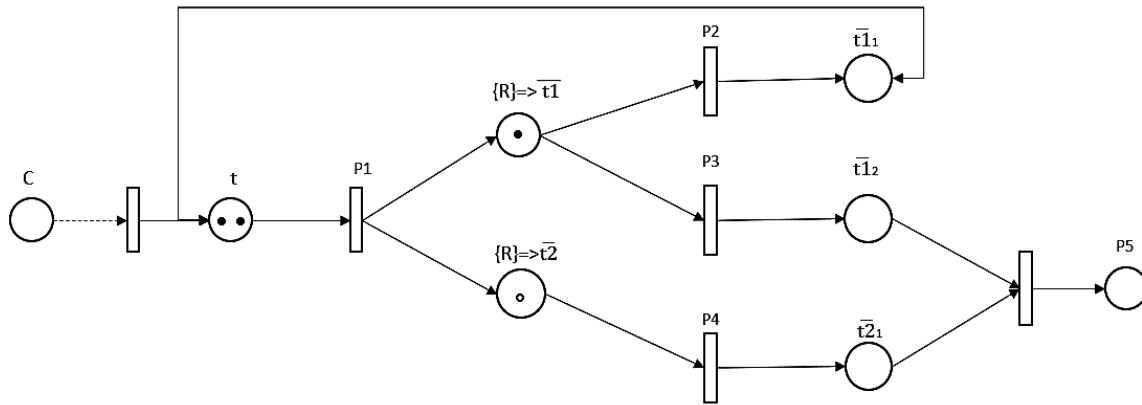 P2
t̅1₁
{R}=>t̅1̅
C
t
P1
P3
t̅1₂
{R}=>t̅2
P5
P4
t̅2₁